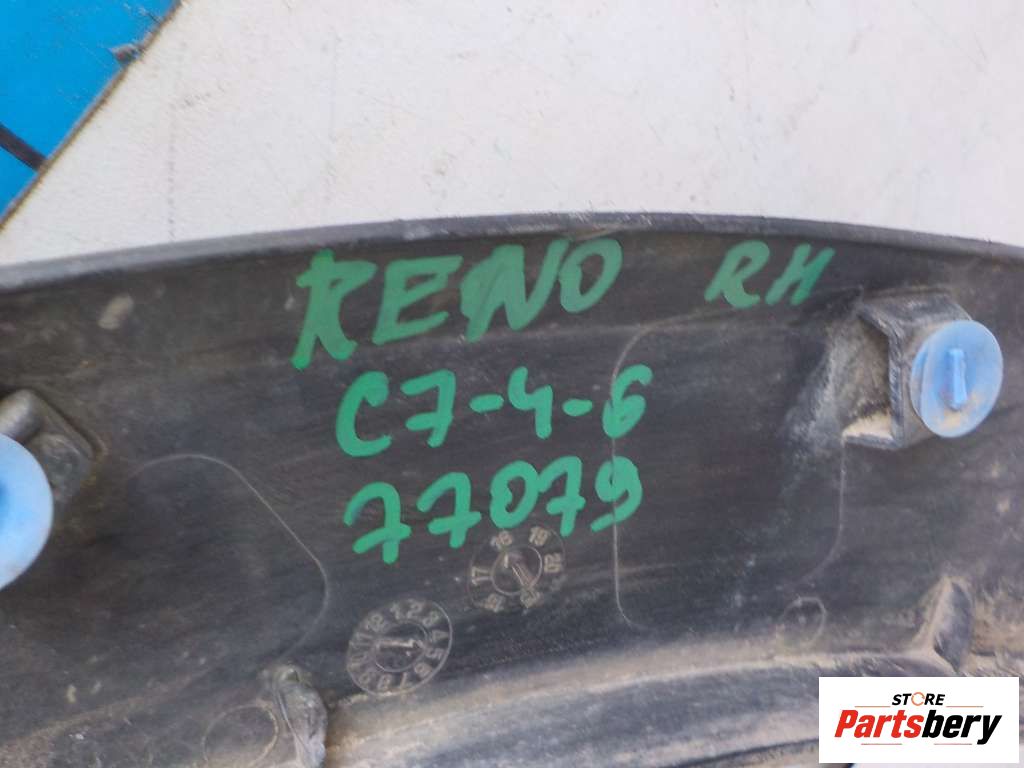 RENO RH
C7-4-6
77079
STORE
Partsbery